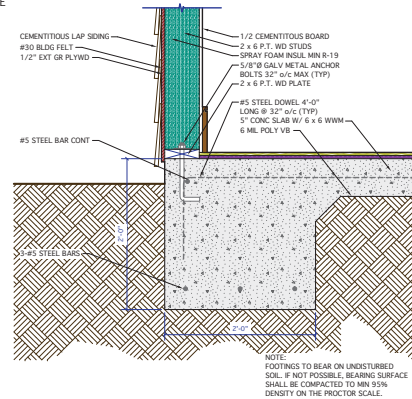 E
CEMENTITIOUS LAP SIDING
#30 BLDG FELT
1/2" EXT GR PLYWD
1/2 CEMENTITOUS BOARD
2 x 6 P.T. WD STUDS
SPRAY FOAM INSUL MIN R-19
5/8"Ø GALV METAL ANCHOR
BOLTS 32" o/c MAX (TYP)
2 x 6 P.T. WD PLATE
#5 STEEL DOWEL 4'-0"
LONG @ 32" o/c (TYP)
5" CONC SLAB W/ 6 x 6 WWM
6 MIL POLY VB
#5 STEEL BAR CONT
2'-0"
3-#5 STEEL BARS
2'-0"
NOTE:
FOOTINGS TO BEAR ON UNDISTURBED
SOIL. IF NOT POSSIBLE, BEARING SURFACE
SHALL BE COMPACTED TO MIN 95%
DENSITY ON THE PROCTOR SCALE.